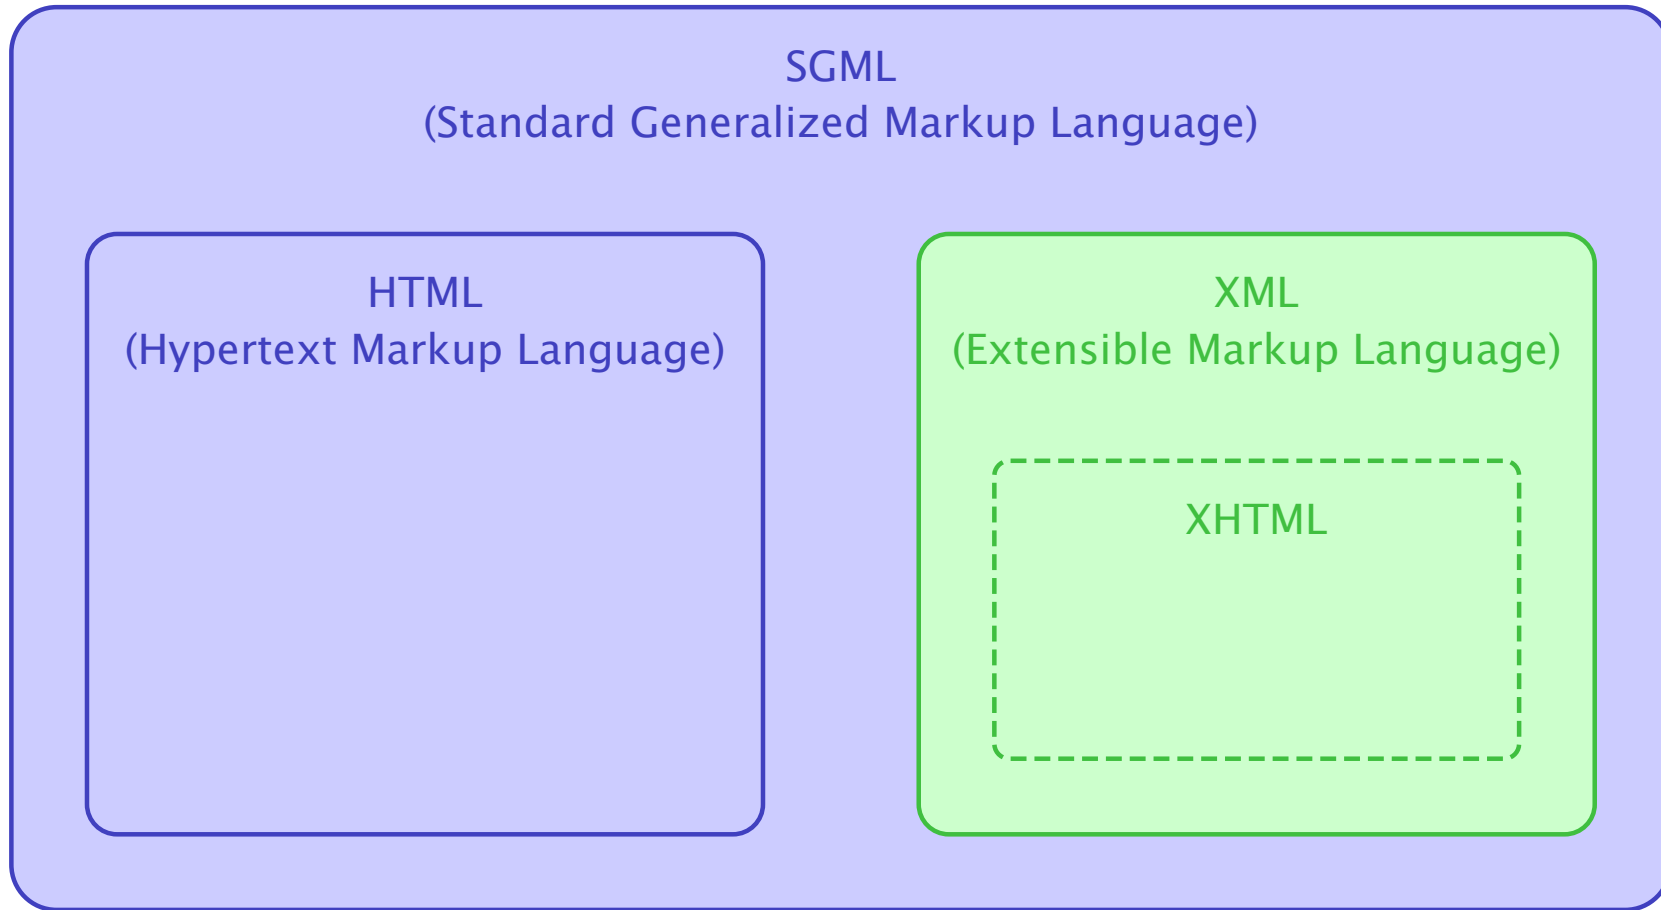 SGML
(Standard Generalized Markup Language)
HTML
(Hypertext Markup Language)
XML
(Extensible Markup Language)
XHTML